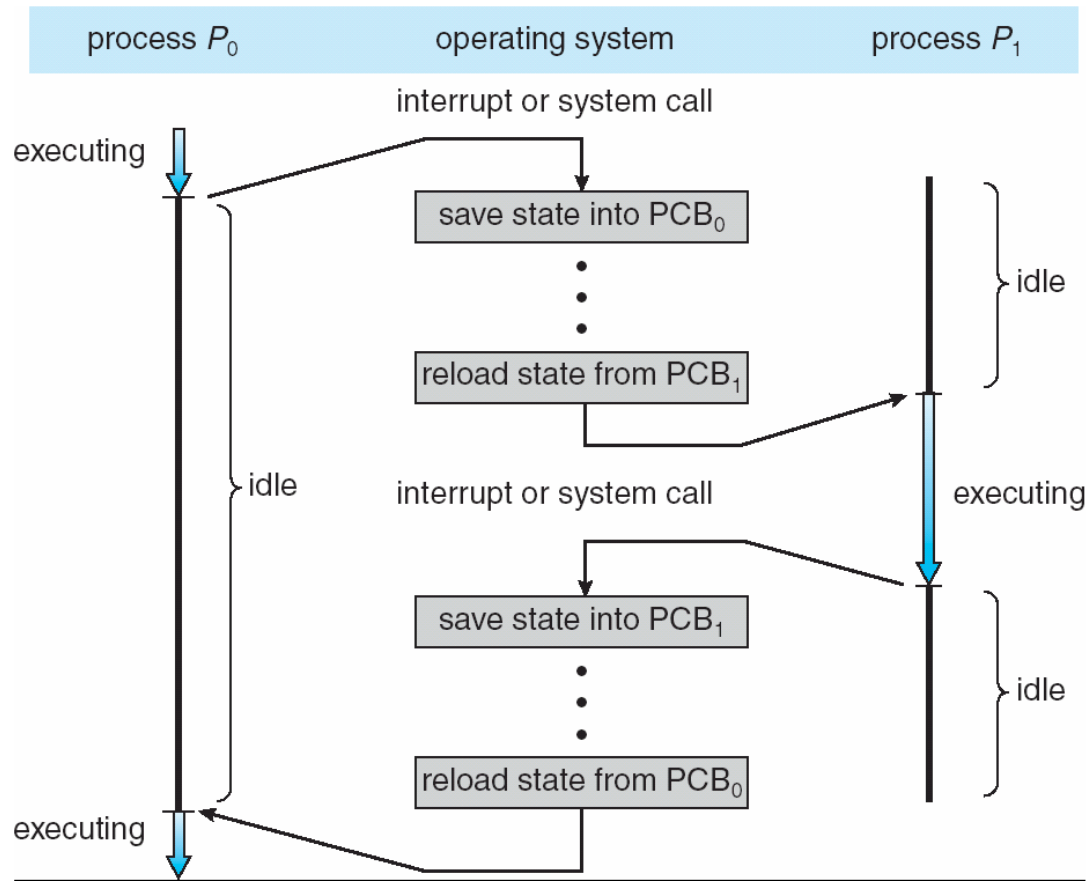 process P₀ operating system process P₁
interrupt or system call
executing
save state into PCB₀
idle
reload state from PCB₁
idle
interrupt or system call
executing
save state into PCB₁
idle
reload state from PCB₀
executing